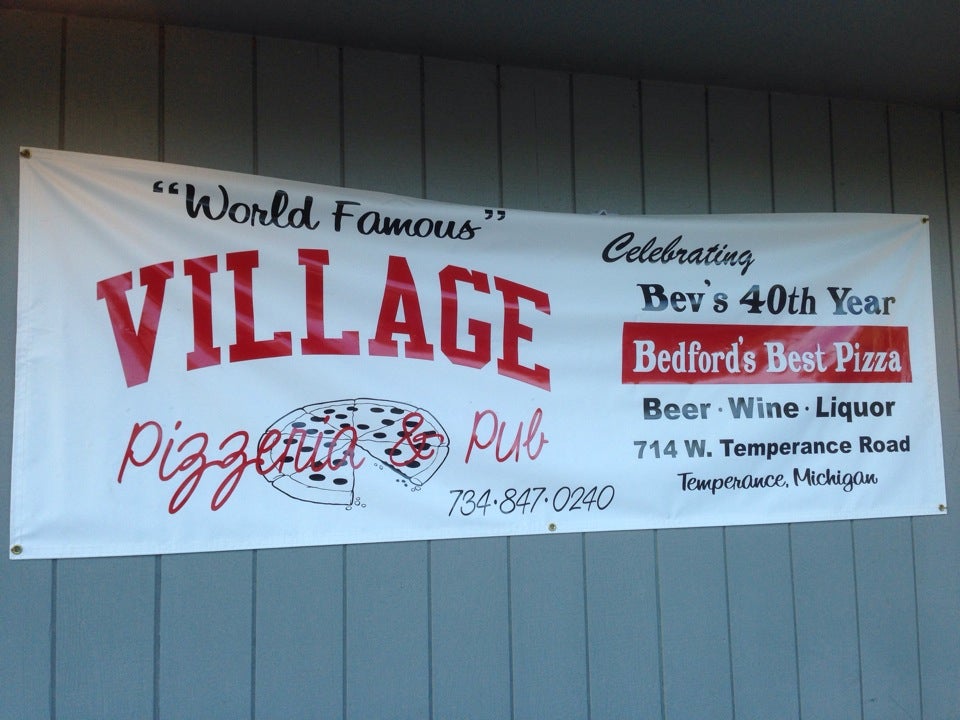 “World Famous”
VILLAGE
Pizzeria & Pub
734·847·0240
Celebrating
Bev's 40th Year
Bedford's Best Pizza
Beer · Wine · Liquor
714 W. Temperance Road
Temperance, Michigan